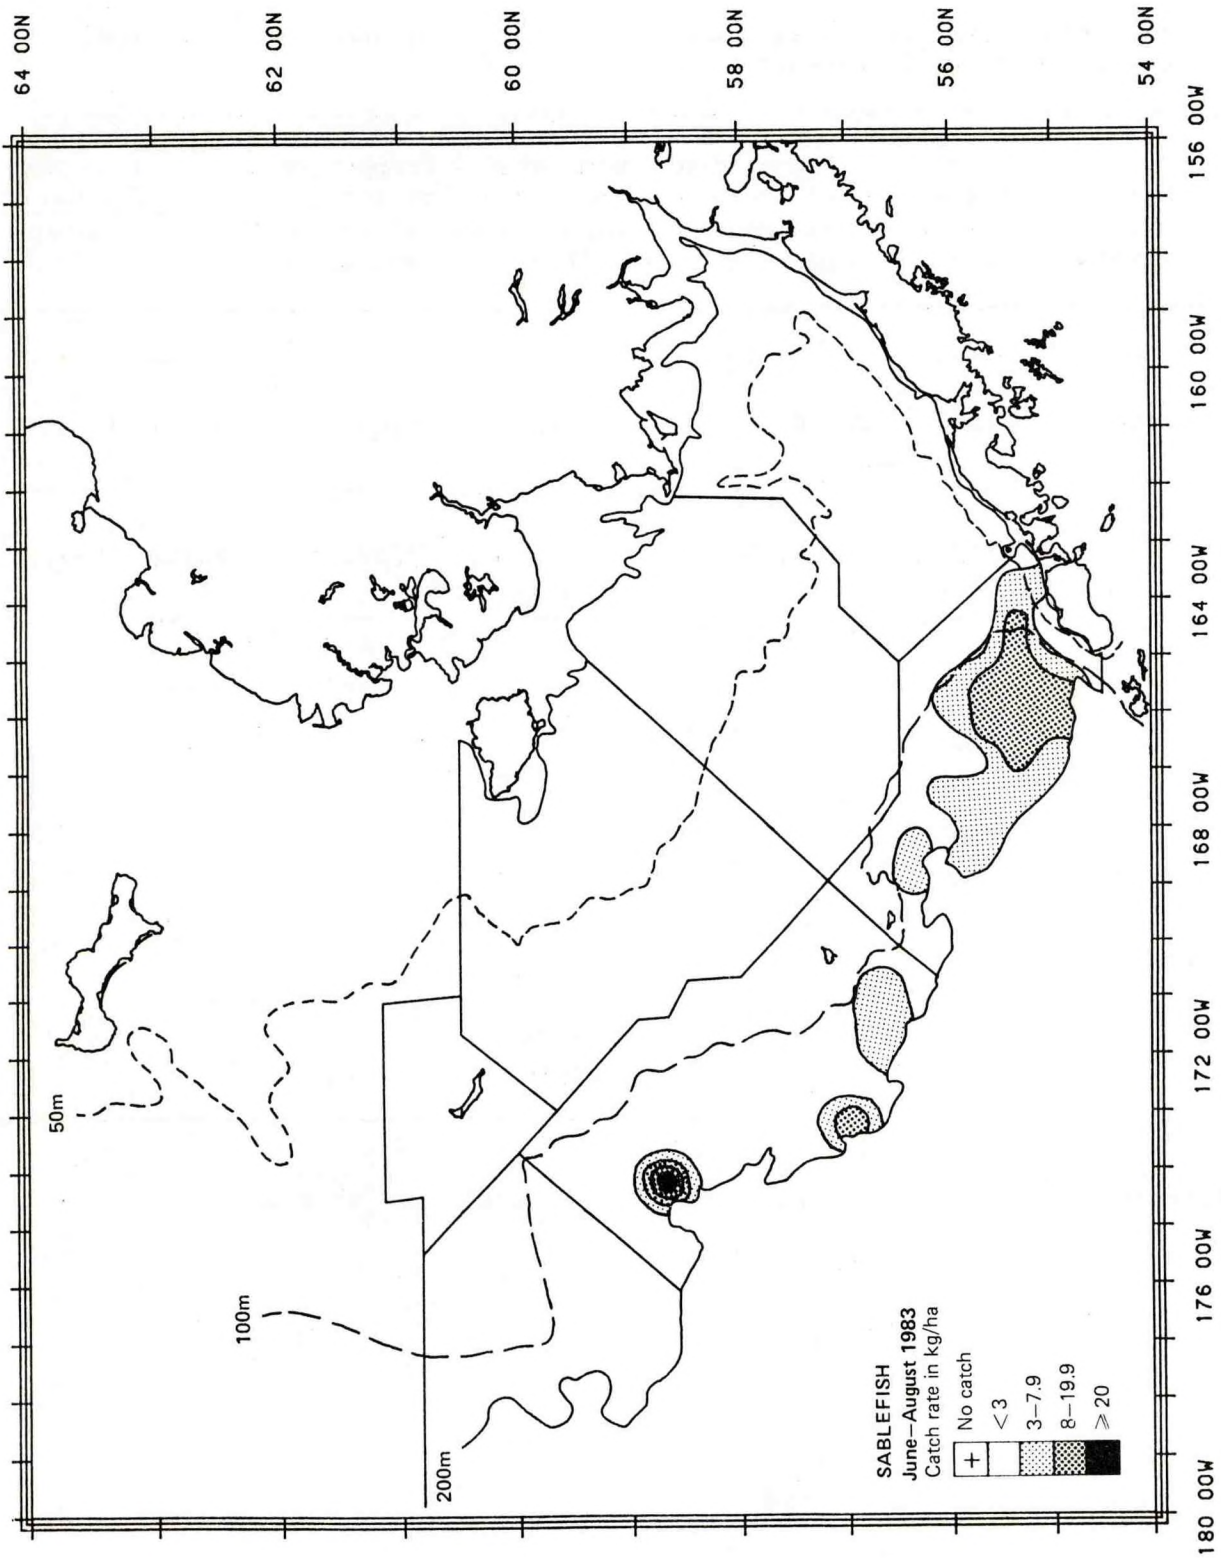 64 00N
62 00N
60 00N
58 00N
56 00N
54 00N
156 00W
160 00W
164 00W
168 00W
172 00W
176 00W
180 00W
50m
100m
200m
SABLEFISH
June–August 1983
Catch rate in kg/ha
+ No catch
< 3
3–7.9
8–19.9
⩾ 20